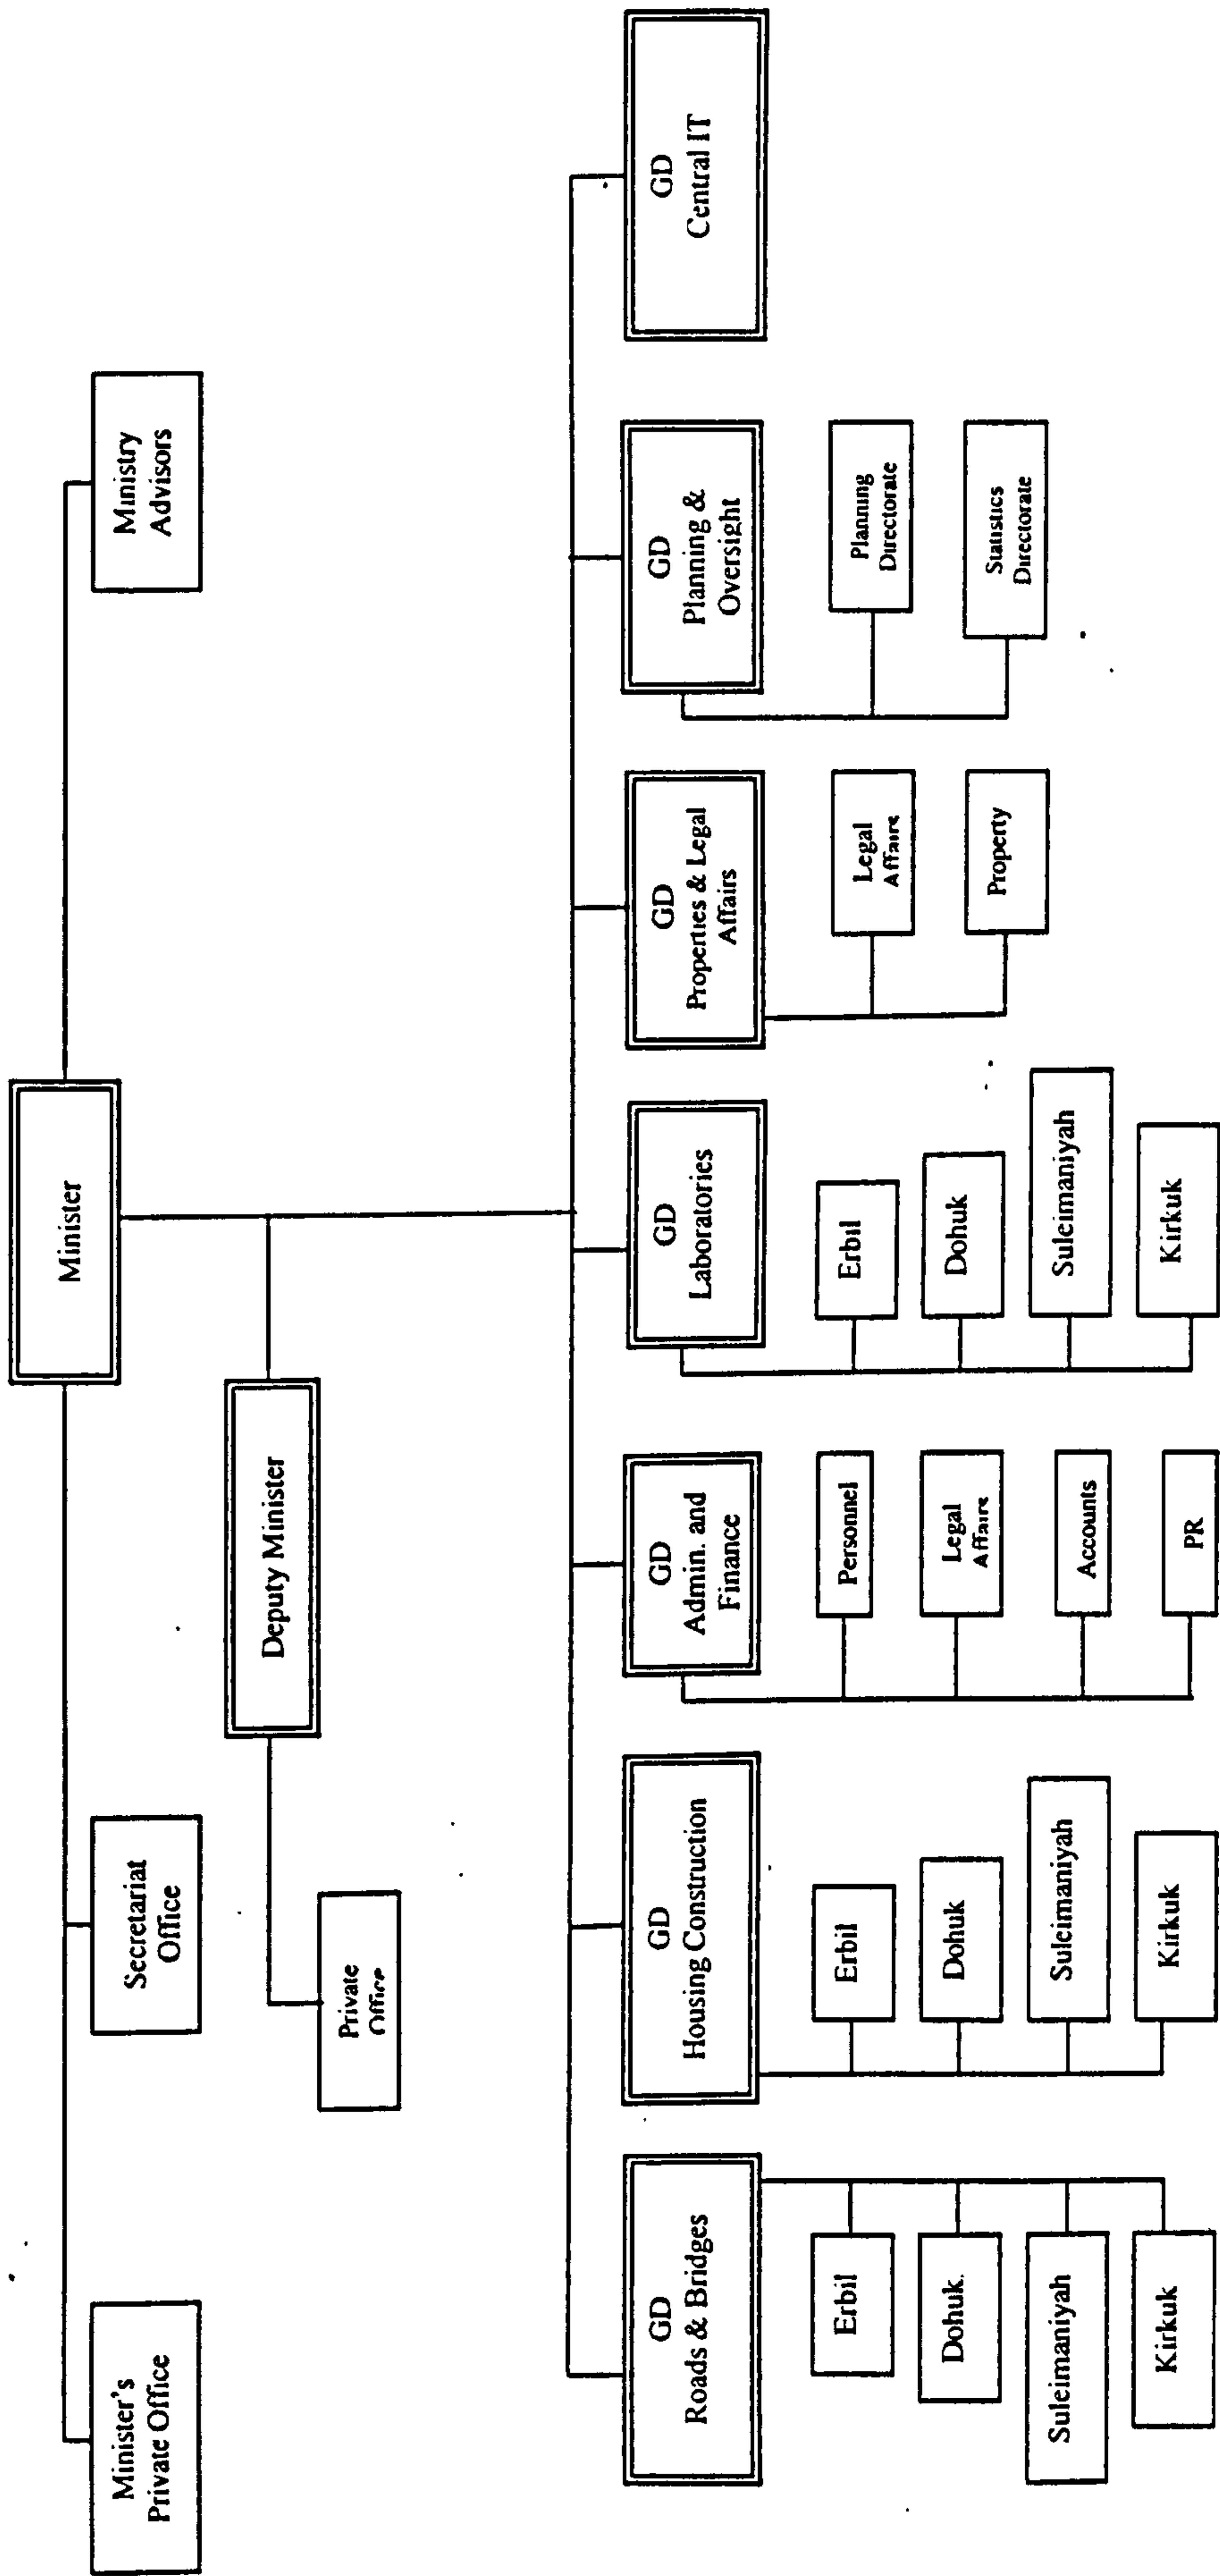 Minister
Minister's
Private Office
Secretariat
Office
Ministry
Advisors
Deputy Minister
Private
Office
GD
Roads & Bridges
Erbil
Dohuk.
Suleimaniyah
Kirkuk
GD
Housing Construction
Erbil
Dohuk
Suleimaniyah
Kirkuk
GD
Admin. and
Finance
Personnel
Legal
Affairs
Accounts
PR
GD
Laboratories
Erbil
Dohuk
Suleimaniyah
Kirkuk
GD
Properties & Legal
Affairs
Legal
Affairs
Property
GD
Planning &
Oversight
Planning
Directorate
Statistics
Directorate
GD
Central IT